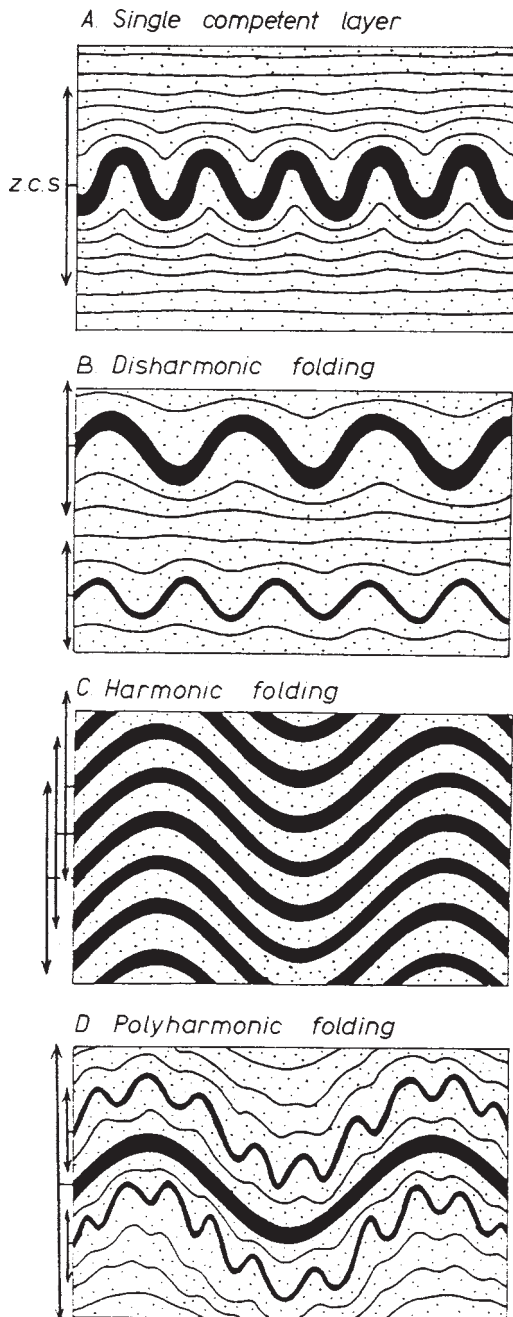 A. Single competent layer
z.c.s
B. Disharmonic folding
C. Harmonic folding
D. Polyharmonic folding